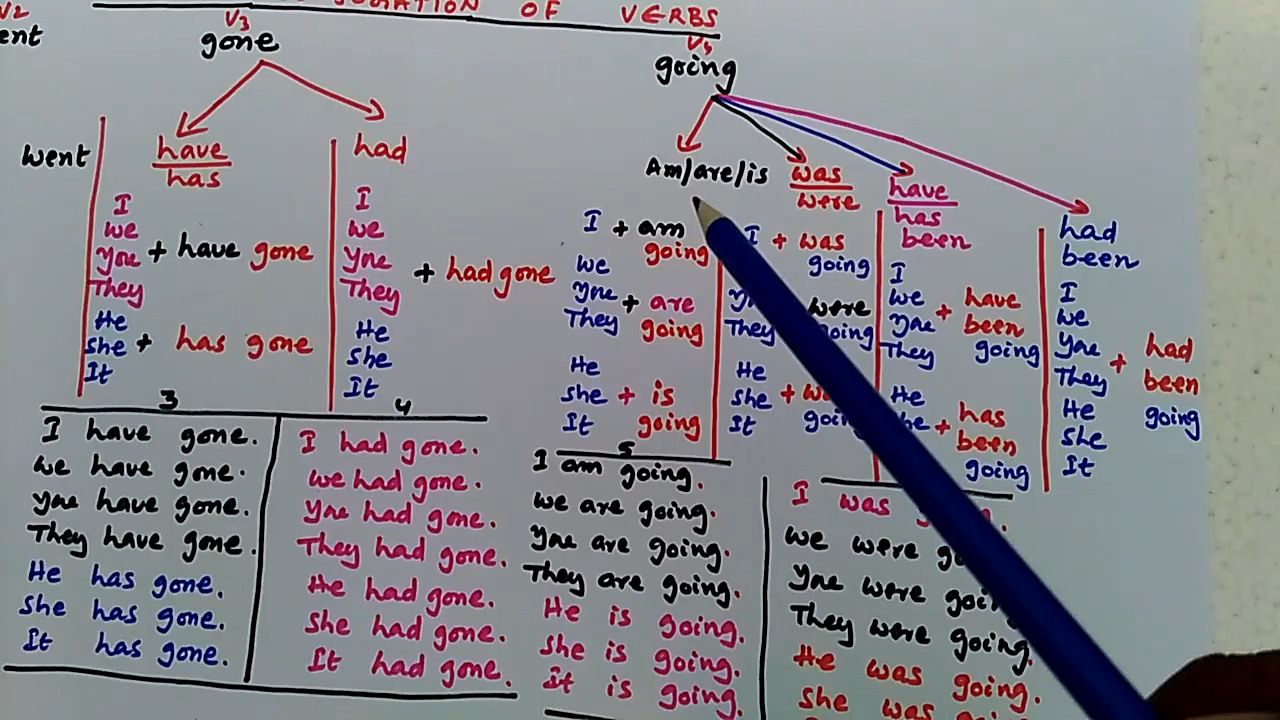 OF VERBS
V2
ent
V3
gone
V4
going
went
have
has
I
we
you
They
+ have gone
He
she
It
+ has gone
3
had
I
we
you
They
He
she
It
+ had gone
4
Am/are/is
I + am
going
we
you
They
+ are
going
He
she
It
+ is
going
5
was
were
I + was
going
They
were
going
He
she
It
+
going
have
has
been
I
we
you
They
+ have
been
going
He
+ has
been
going
had
been
I
we
you
They
He
she
It
+ had
been
going
I have gone.
we have gone.
you have gone.
They have gone.
He has gone.
she has gone.
It has gone.
I had gone.
we had gone.
you had gone.
They had gone.
He had gone.
she had gone.
It had gone.
I am going.
we are going.
you are going.
They are going.
He is going.
she is going.
it is going.
I was
we were
you were
They were going.
He was going.
she was